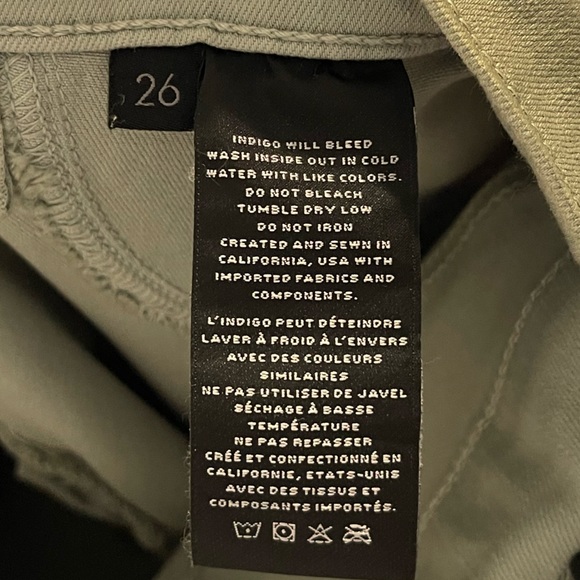 26
INDIGO WILL BLEED
WASH INSIDE OUT IN COLD
WATER WITH LIKE COLORS.
DO NOT BLEACH
TUMBLE DRY LOW
DO NOT IRON
CREATED AND SEWN IN
CALIFORNIA, USA WITH
IMPORTED FABRICS AND
COMPONENTS.
L'INDIGO PEUT DÉTEINDRE
LAVER À FROID À L'ENVERS
AVEC DES COULEURS
SIMILAIRES
NE PAS UTILISER DE JAVEL
SÉCHAGE À BASSE
TEMPÉRATURE
NE PAS REPASSER
CRÉÉ ET CONFECTIONNÉ EN
CALIFORNIE, ETATS-UNIS
AVEC DES TISSUS ET
COMPOSANTS IMPORTÉS.